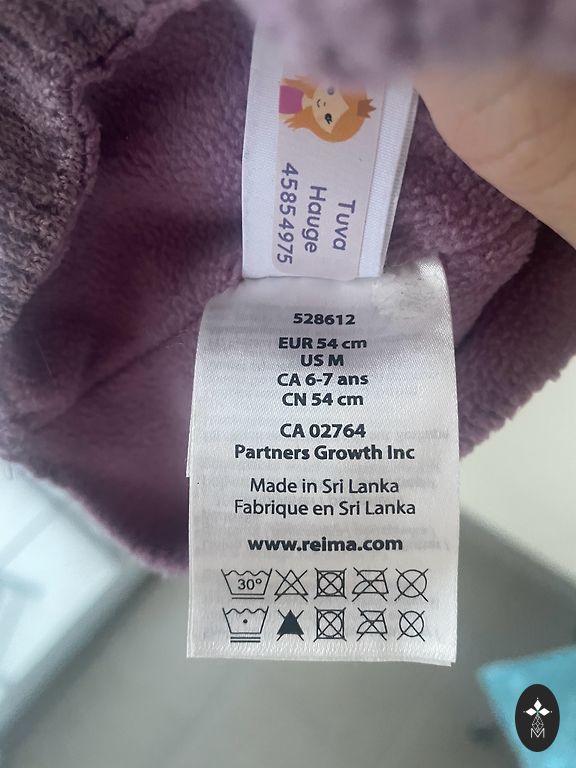 Tuva
Hauge
45854975
528612
EUR 54 cm
US M
CA 6-7 ans
CN 54 cm
CA 02764
Partners Growth Inc
Made in Sri Lanka
Fabrique en Sri Lanka
www.reima.com
30°
M